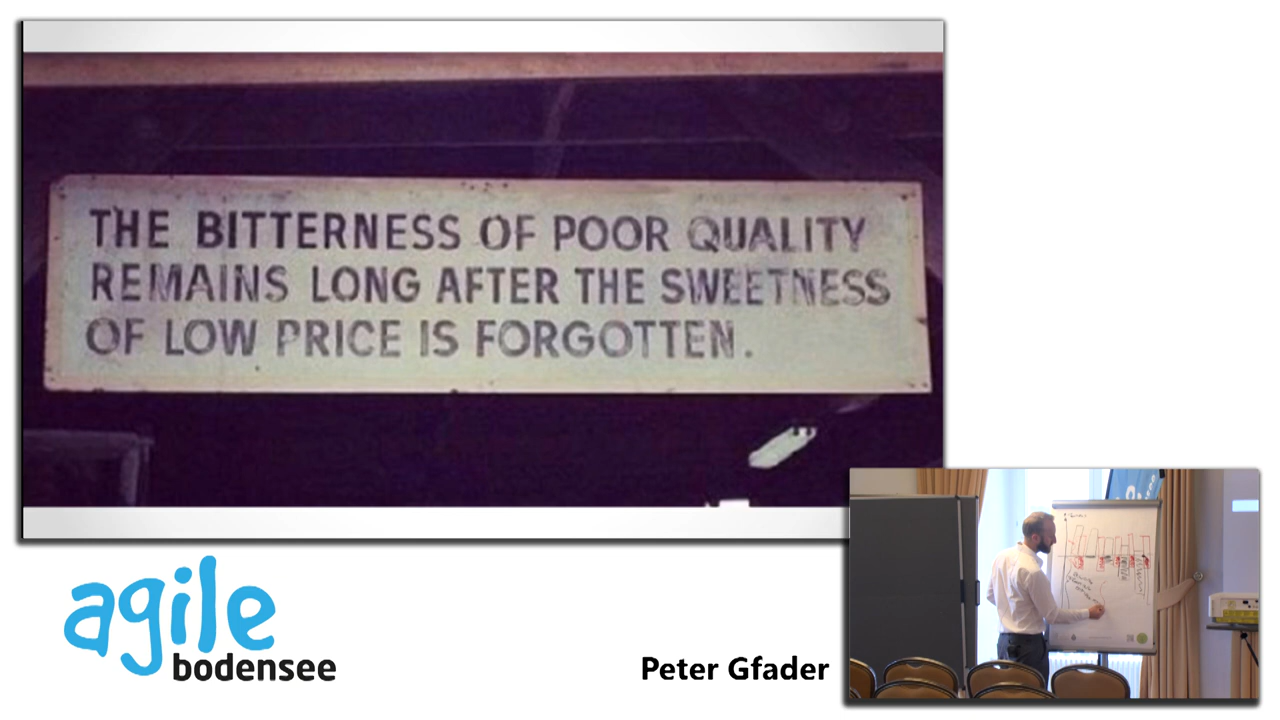 THE BITTERNESS OF POOR QUALITY
REMAINS LONG AFTER THE SWEETNESS
OF LOW PRICE IS FORGOTTEN.
agile
bodensee
Peter Gfader